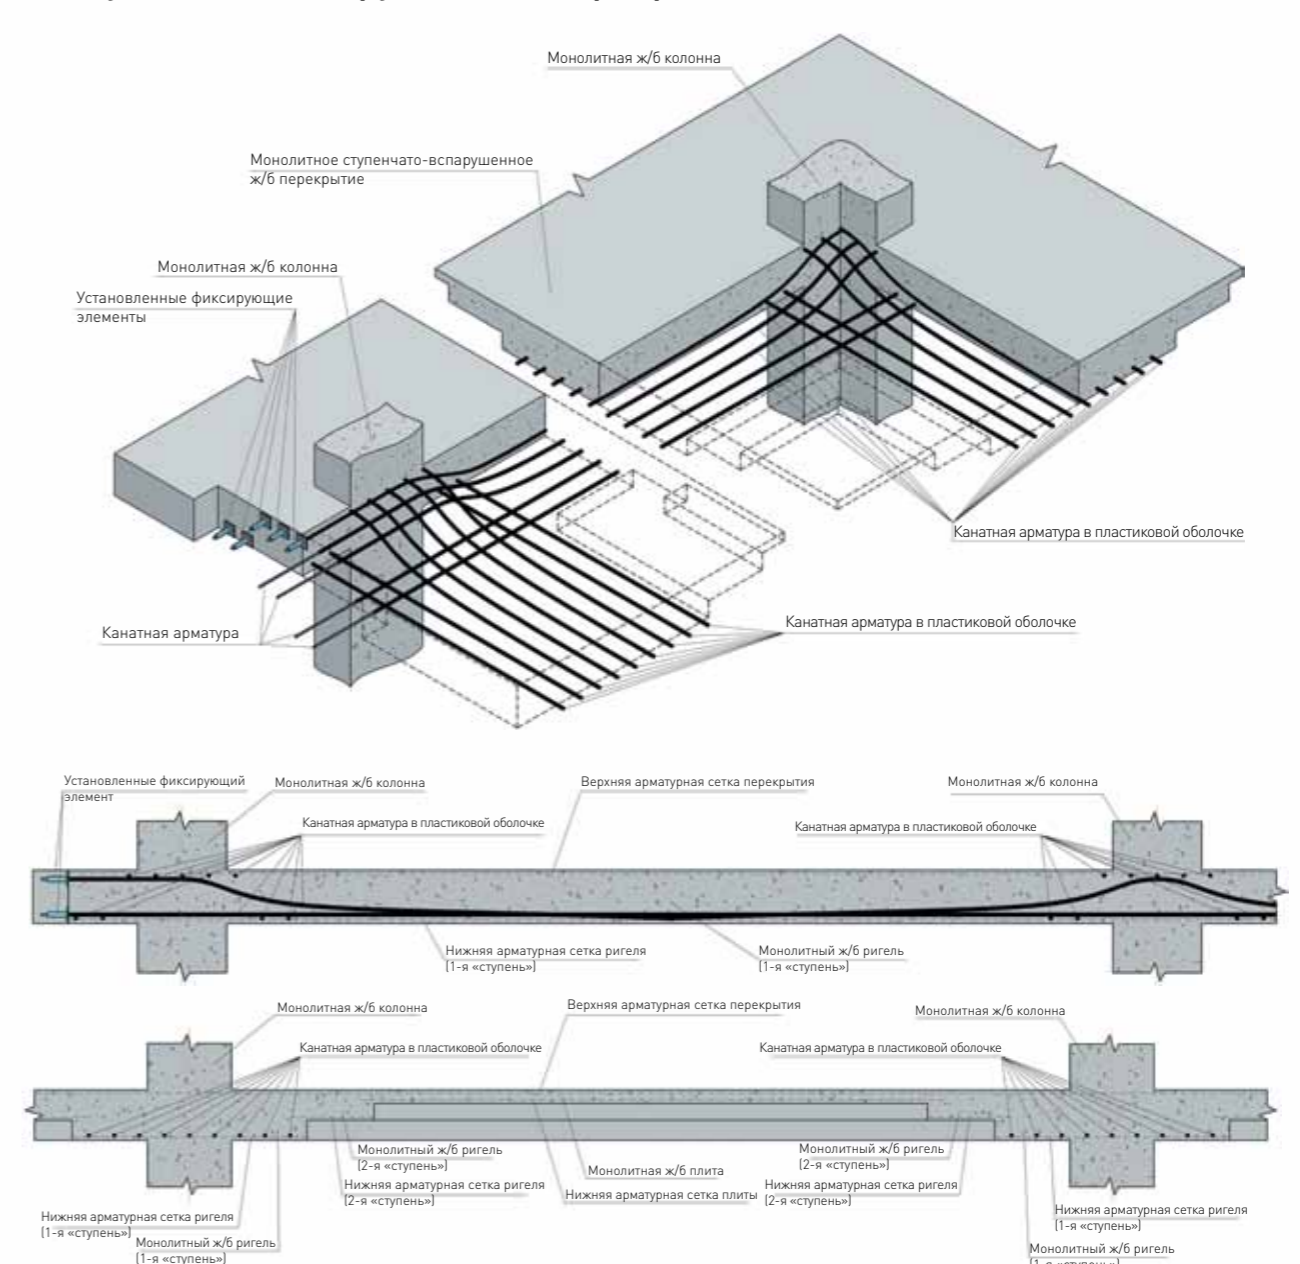 Монолитная ж/б колонна
Монолитное ступенчато-вспарушенное
ж/б перекрытие
Монолитная ж/б колонна
Установленные фиксирующие
элементы
Канатная арматура в пластиковой оболочке
Канатная арматура
Канатная арматура в пластиковой оболочке
Установленные фиксирующий
элемент
Монолитная ж/б колонна
Верхняя арматурная сетка перекрытия
Монолитная ж/б колонна
Канатная арматура в пластиковой оболочке
Канатная арматура в пластиковой оболочке
Нижняя арматурная сетка ригеля
(1-я «ступень»)
Монолитный ж/б ригель
(1-я «ступень»)
Монолитная ж/б колонна
Верхняя арматурная сетка перекрытия
Монолитная ж/б колонна
Канатная арматура в пластиковой оболочке
Канатная арматура в пластиковой оболочке
Монолитный ж/б ригель
(2-я «ступень»)
Монолитная ж/б плита
Монолитный ж/б ригель
(2-я «ступень»)
Нижняя арматурная сетка ригеля
(2-я «ступень»)
Нижняя арматурная сетка плиты
Нижняя арматурная сетка ригеля
(2-я «ступень»)
Нижняя арматурная сетка ригеля
(1-я «ступень»)
Монолитный ж/б ригель
(1-я «ступень»)
Нижняя арматурная сетка ригеля
(1-я «ступень»)
Монолитный ж/б ригель
(1-я «ступень»)